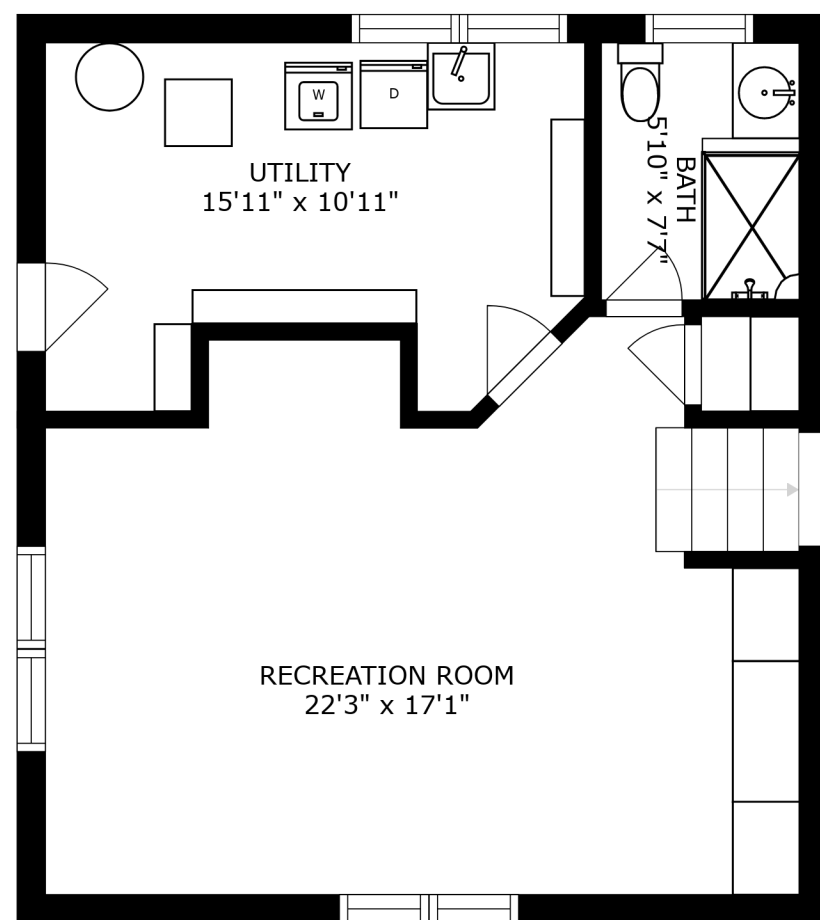 W
D
UTILITY
15'11" x 10'11"
BATH
5'10" x 7'7"
RECREATION ROOM
22'3" x 17'1"